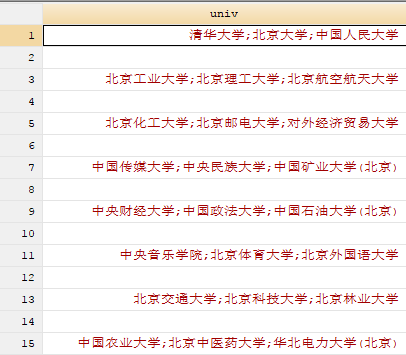 univ
1 清华大学;北京大学;中国人民大学
2
3 北京工业大学;北京理工大学;北京航空航天大学
4
5 北京化工大学;北京邮电大学;对外经济贸易大学
6
7 中国传媒大学;中央民族大学;中国矿业大学(北京)
8
9 中央财经大学;中国政法大学;中国石油大学(北京)
10
11 中央音乐学院;北京体育大学;北京外国语大学
12
13 北京交通大学;北京科技大学;北京林业大学
14
15 中国农业大学;北京中医药大学;华北电力大学(北京)